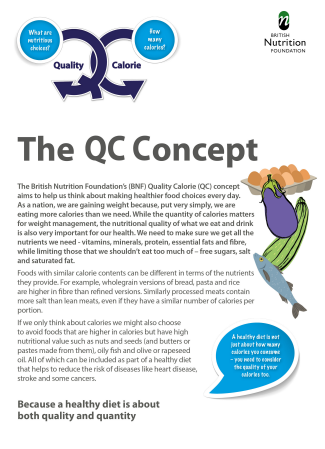 What are
nutritious
choices?
How
many
calories?
Quality
Calorie
BRITISH
Nutrition
FOUNDATION
The QC Concept
The British Nutrition Foundation's (BNF) Quality Calorie (QC) concept
aims to help us think about making healthier food choices every day.
As a nation, we are gaining weight because, put very simply, we are
eating more calories than we need. While the quantity of calories matters
for weight management, the nutritional quality of what we eat and drink
is also very important for our health. We need to make sure we get all the
nutrients we need - vitamins, minerals, protein, essential fats and fibre,
while limiting those that we shouldn't eat too much of – free sugars, salt
and saturated fat.
Foods with similar calorie contents can be different in terms of the nutrients
they provide. For example, wholegrain versions of bread, pasta and rice
are higher in fibre than refined versions. Similarly processed meats contain
more salt than lean meats, even if they have a similar number of calories per
portion.
If we only think about calories we might also choose
to avoid foods that are higher in calories but have high
nutritional value such as nuts and seeds (and butters or
pastes made from them), oily fish and olive or rapeseed
oil. All of which can be included as part of a healthy diet
that helps to reduce the risk of diseases like heart disease,
stroke and some cancers.
A healthy diet is not
just about how many
calories you consume
– you need to consider
the quality of your
calories too
Because a healthy diet is about
both quality and quantity